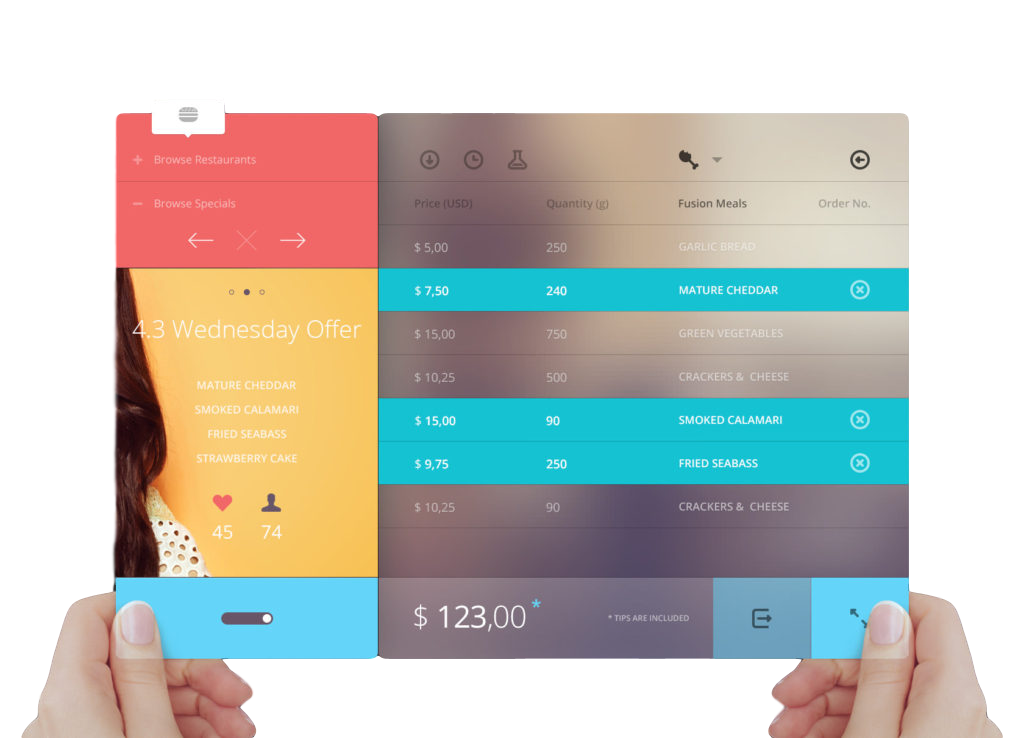 Browse Restaurants
Browse Specials
4.3 Wednesday Offer
MATURE CHEDDAR
SMOKED CALAMARI
FRIED SEABASS
STRAWBERRY CAKE
45 74
Price (USD) Quantity (g) Fusion Meals Order No.
$ 5,00 250 GARLIC BREAD
$ 7,50 240 MATURE CHEDDAR
$ 15,00 750 GREEN VEGETABLES
$ 10,25 500 CRACKERS & CHEESE
$ 15,00 90 SMOKED CALAMARI
$ 9,75 250 FRIED SEABASS
$ 10,25 90 CRACKERS & CHEESE
$ 123,00* * TIPS ARE INCLUDED